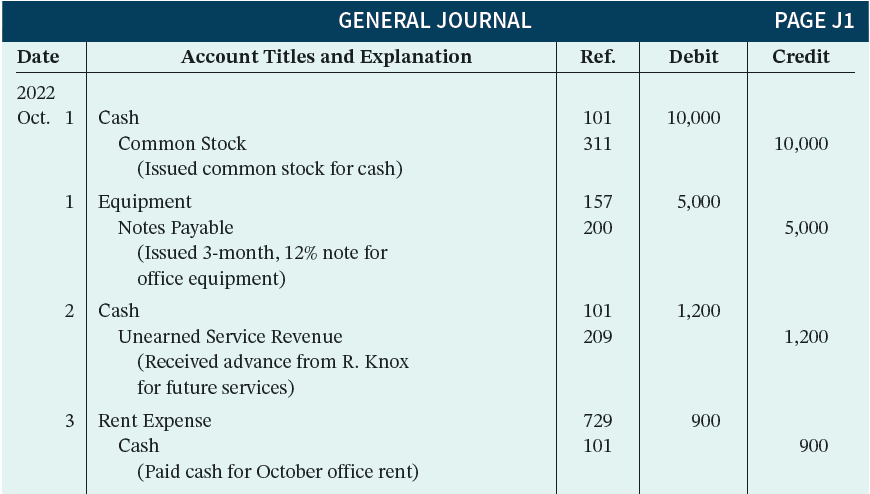 GENERAL JOURNAL PAGE J1
Date Account Titles and Explanation Ref. Debit Credit
2022
Oct. 1 Cash 101 10,000
Common Stock 311 10,000
(Issued common stock for cash)
1 Equipment 157 5,000
Notes Payable 200 5,000
(Issued 3-month, 12% note for
office equipment)
2 Cash 101 1,200
Unearned Service Revenue 209 1,200
(Received advance from R. Knox
for future services)
3 Rent Expense 729 900
Cash 101 900
(Paid cash for October office rent)